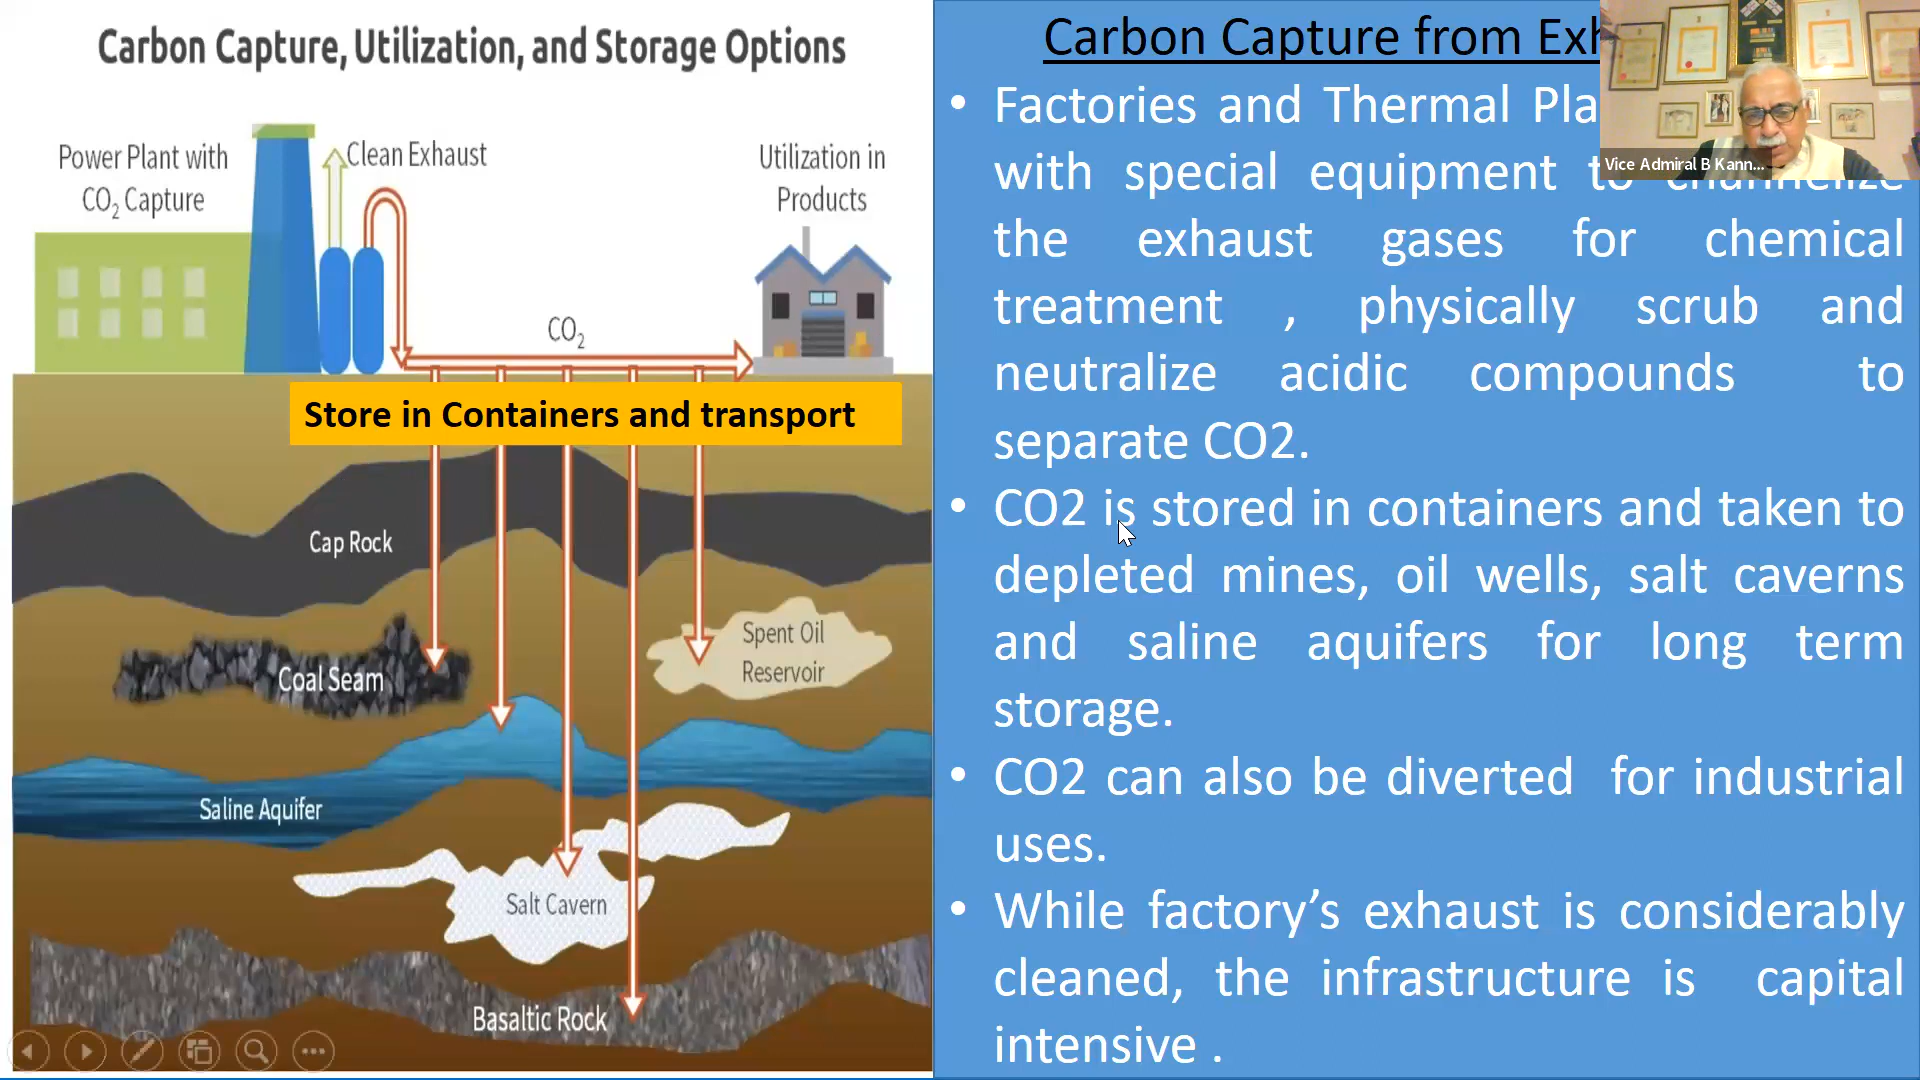 Carbon Capture, Utilization, and Storage Options
Power Plant with
CO2 Capture
Clean Exhaust
Utilization in
Products
CO2
Store in Containers and transport
Cap Rock
Coal Seam
Spent Oil
Reservoir
Saline Aquifer
Salt Cavern
Basaltic Rock
Carbon Capture from
• Factories and Thermal
with special equipment to channelize
the exhaust gases for chemical
treatment , physically scrub and
neutralize acidic compounds to
separate CO2.
• CO2 is stored in containers and taken to
depleted mines, oil wells, salt caverns
and saline aquifers for long term
storage.
• CO2 can also be diverted for industrial
uses.
• While factory’s exhaust is considerably
cleaned, the infrastructure is capital
intensive .
Vice Admiral B Kann...